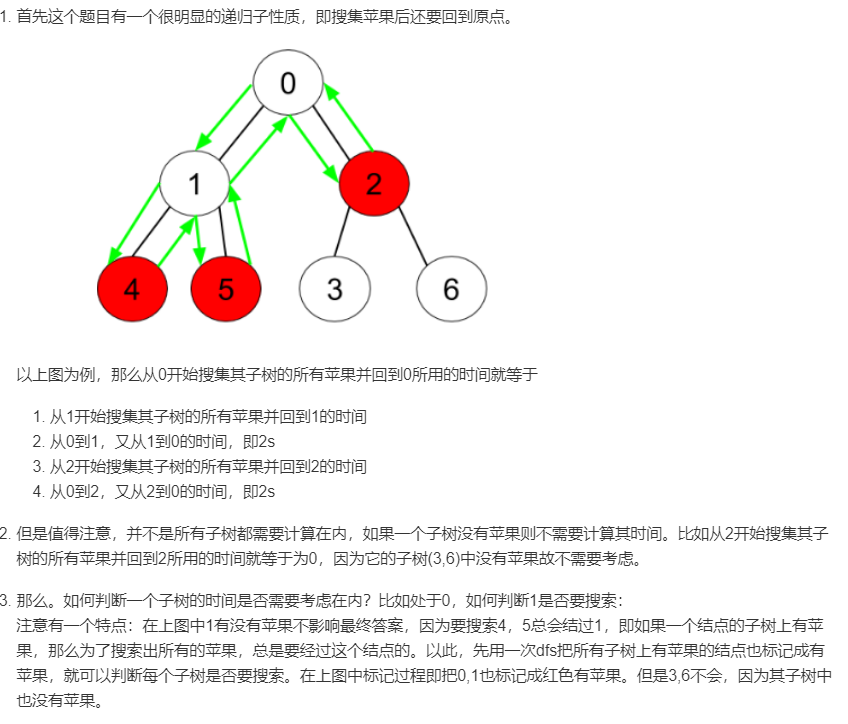 1. 首先这个题目有一个很明显的递归子性质，即搜集苹果后还要回到原点。
0
1
2
4
5
3
6
以上图为例，那么从0开始搜集其子树的所有苹果并回到0所用的时间就等于
1. 从1开始搜集其子树的所有苹果并回到1的时间
2. 从0到1，又从1到0的时间，即2s
3. 从2开始搜集其子树的所有苹果并回到2的时间
4. 从0到2，又从2到0的时间，即2s
2. 但是值得注意，并不是所有子树都需要计算在内，如果一个子树没有苹果则不需要计算其时间。比如从2开始搜集其子
树的所有苹果并回到2所用的时间就等于为0，因为它的子树(3,6)中没有苹果故不需要考虑。
3. 那么。如何判断一个子树的时间是否需要考虑在内？比如处于0，如何判断1是否要搜索：
注意有一个特点：在上图中1有没有苹果不影响最终答案，因为要搜索4，5总会结过1，即如果一个结点的子树上有苹
果，那么为了搜索出所有的苹果，总是要经过这个结点的。以此，先用一次dfs把所有子树上有苹果的结点也标记成有
苹果，就可以判断每个子树是否要搜索。在上图中标记过程即把0,1也标记成红色有苹果。但是3,6不会，因为其子树中
也没有苹果。